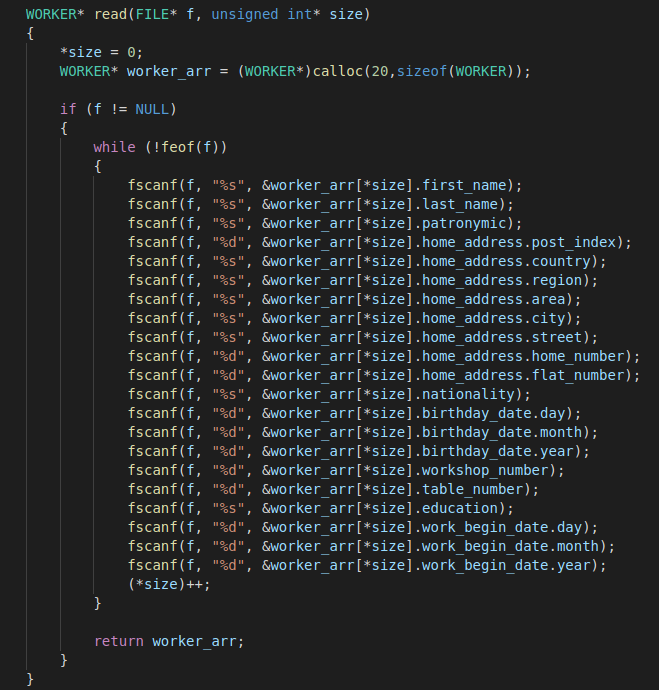 WORKER* read(FILE* f, unsigned int* size)
{
    *size = 0;
    WORKER* worker_arr = (WORKER*)calloc(20,sizeof(WORKER));

    if (f != NULL)
    {
        while (!feof(f))
        {
            fscanf(f, "%s", &worker_arr[*size].first_name);
            fscanf(f, "%s", &worker_arr[*size].last_name);
            fscanf(f, "%s", &worker_arr[*size].patronymic);
            fscanf(f, "%d", &worker_arr[*size].home_address.post_index);
            fscanf(f, "%s", &worker_arr[*size].home_address.country);
            fscanf(f, "%s", &worker_arr[*size].home_address.region);
            fscanf(f, "%s", &worker_arr[*size].home_address.area);
            fscanf(f, "%s", &worker_arr[*size].home_address.city);
            fscanf(f, "%s", &worker_arr[*size].home_address.street);
            fscanf(f, "%d", &worker_arr[*size].home_address.home_number);
            fscanf(f, "%d", &worker_arr[*size].home_address.flat_number);
            fscanf(f, "%s", &worker_arr[*size].nationality);
            fscanf(f, "%d", &worker_arr[*size].birthday_date.day);
            fscanf(f, "%d", &worker_arr[*size].birthday_date.month);
            fscanf(f, "%d", &worker_arr[*size].birthday_date.year);
            fscanf(f, "%d", &worker_arr[*size].workshop_number);
            fscanf(f, "%d", &worker_arr[*size].table_number);
            fscanf(f, "%s", &worker_arr[*size].education);
            fscanf(f, "%d", &worker_arr[*size].work_begin_date.day);
            fscanf(f, "%d", &worker_arr[*size].work_begin_date.month);
            fscanf(f, "%d", &worker_arr[*size].work_begin_date.year);
            (*size)++;
        }

        return worker_arr;
    }
}